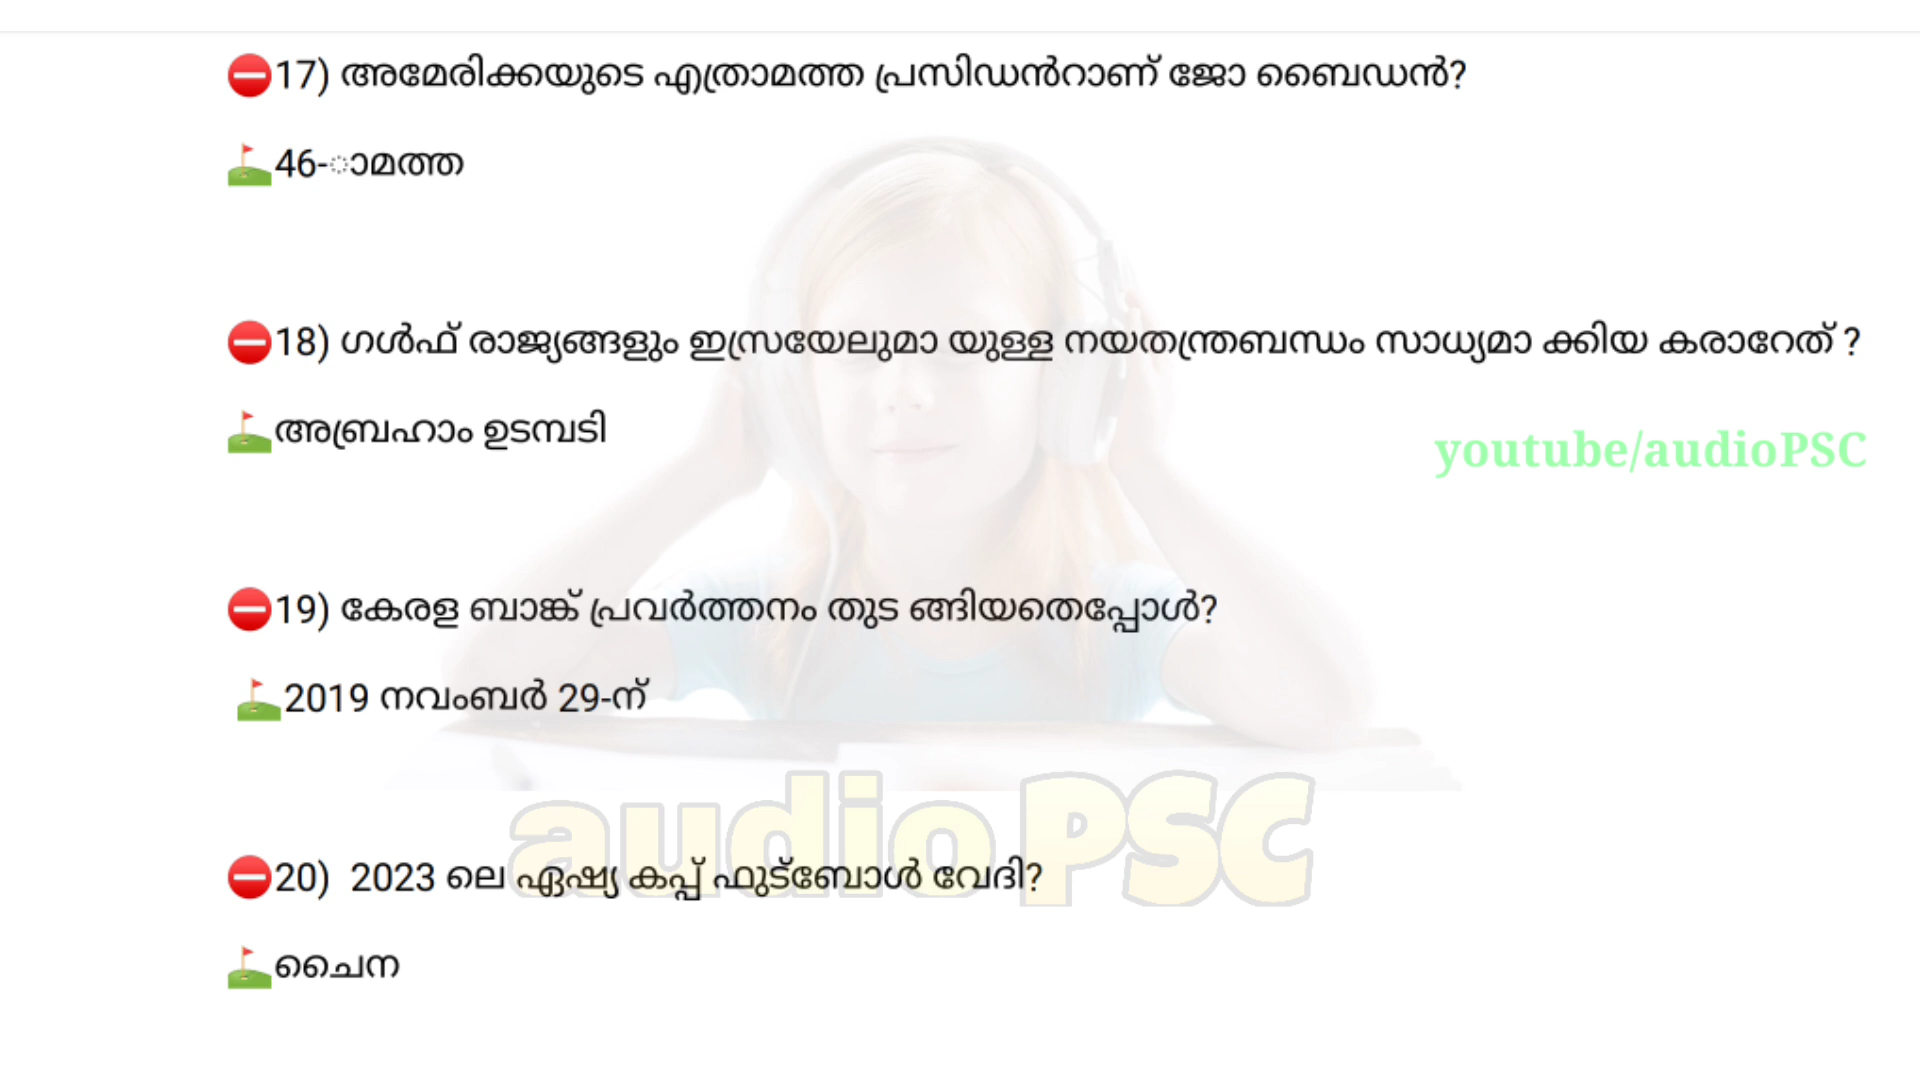 ⛔17) അമേരിക്കയുടെ എത്രാമത്ത പ്രസിഡൻറാണ് ജോ ബൈഡൻ?
⛳46-ാമത്ത
⛔18) ഗൾഫ് രാജ്യങ്ങളും ഇസ്രയേലുമാ യുള്ള നയതന്ത്രബന്ധം സാധ്യമാ ക്കിയ കരാറേത് ?
⛳അബ്രഹാം ഉടമ്പടി
youtube/audioPSC
⛔19) കേരള ബാങ്ക് പ്രവർത്തനം തുട ങ്ങിയതെപ്പോൾ?
⛳2019 നവംബർ 29-ന്
audio PSC
⛔20) 2023 ലെ ഏഷ്യ കപ്പ് ഫുട്ബോൾ വേദി?
⛳ചൈന